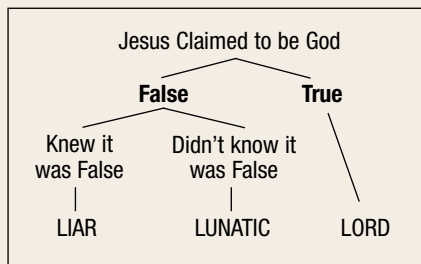 Jesus Claimed to be God
False True
Knew it Didn’t know it
was False was False
LIAR LUNATIC LORD